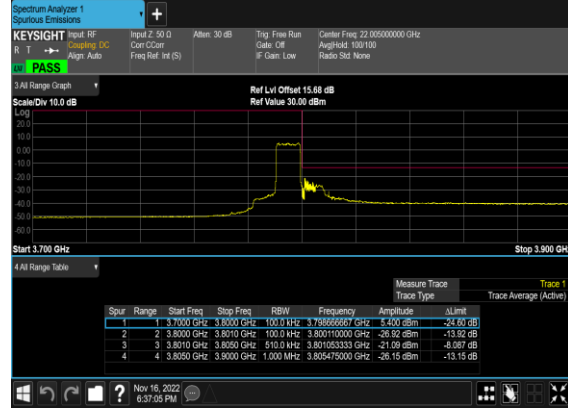 Spectrum Analyzer 1
Spurious Emissions
+
KEYSIGHT Input: RF Input Z: 50 Ω Atten: 30 dB Trig: Free Run Center Freq: 22.005000000 GHz
R T Coupling: DC Corr CCorr Gate: Off Avg|Hold: 100/100
Align: Auto Freq Ref: Int (S) IF Gain: Low Radio Std: None
PASS
3 All Range Graph Ref Lvl Offset 15.68 dB
Scale/Div 10.0 dB Ref Value 30.00 dBm
Log
20.0
10.0
0.00
-10.0
-20.0
-30.0
-40.0
-50.0
-60.0
Start 3.700 GHz Stop 3.900 GH
4 All Range Table
Measure Trace Trace 1
Trace Type Trace Average (Active)
Spur Range Start Freq Stop Freq RBW Frequency Amplitude ΔLimit
1 1 3.7000 GHz 3.8000 GHz 100.0 kHz 3.798666667 GHz 5.400 dBm -24.60 dB
2 2 3.8000 GHz 3.8010 GHz 100.0 kHz 3.800110000 GHz -26.92 dBm -13.92 dB
3 3 3.8010 GHz 3.8050 GHz 510.0 kHz 3.801053333 GHz -21.09 dBm -8.087 dB
4 4 3.8050 GHz 3.9000 GHz 1.000 MHz 3.805475000 GHz -26.15 dBm -13.15 dB
? Nov 16, 2022
6:37:05 PM